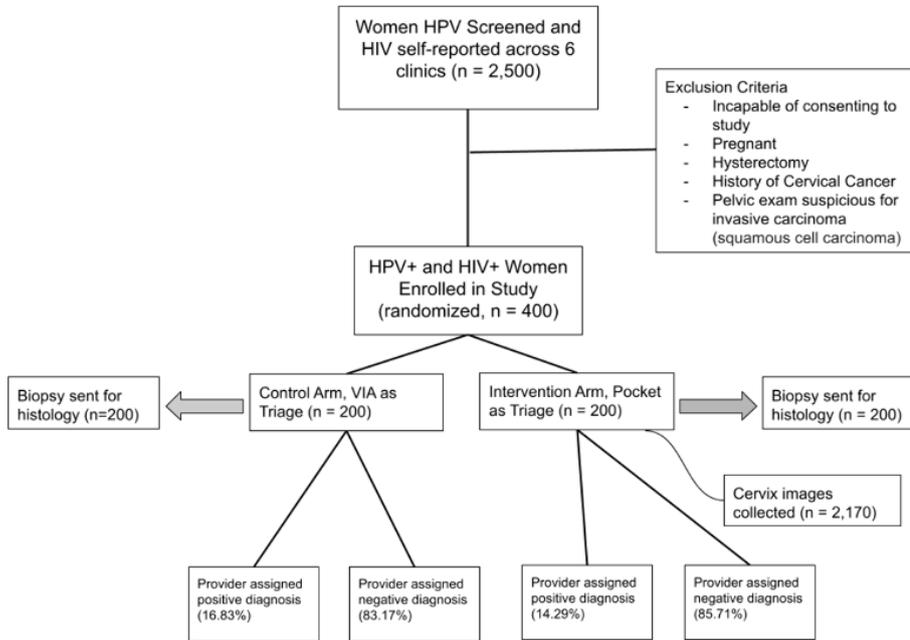 Women HPV Screened and
HIV self-reported across 6
clinics (n = 2,500)
Exclusion Criteria
- Incapable of consenting to
study
- Pregnant
- Hysterectomy
- History of Cervical Cancer
- Pelvic exam suspicious for
invasive carcinoma
(squamous cell carcinoma)
HPV+ and HIV+ Women
Enrolled in Study
(randomized, n = 400)
Biopsy sent for
histology (n=200)
Control Arm, VIA as
Triage (n = 200)
Intervention Arm, Pocket
as Triage (n = 200)
Biopsy sent for
histology (n = 200)
Cervix images
collected (n = 2,170)
Provider assigned
positive diagnosis
(16.83%)
Provider assigned
negative diagnosis
(83.17%)
Provider assigned
positive diagnosis
(14.29%)
Provider assigned
negative diagnosis
(85.71%)